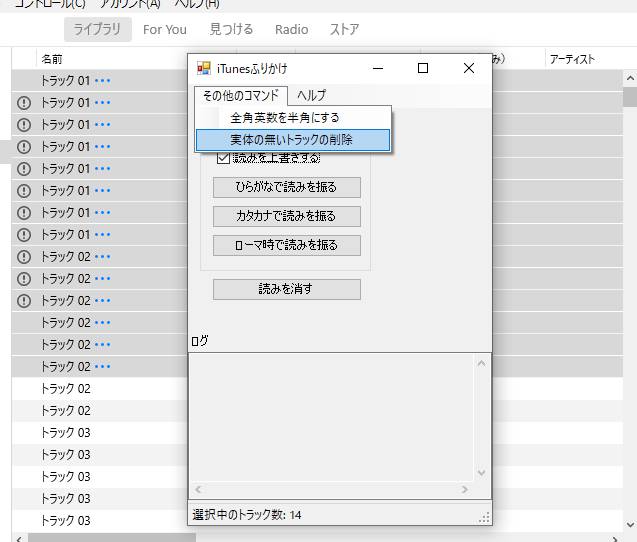 コントロール(C) アカウント(A) ヘルプ(H)
ライブラリ For You 見つける Radio ストア
名前 み) アーティスト
トラック 01 •••
トラック 01 •••
トラック 01 •••
トラック 01 •••
トラック 01 •••
トラック 01 •••
トラック 01 •••
トラック 01 •••
トラック 02 •••
トラック 02 •••
トラック 02 •••
トラック 02 •••
トラック 02 •••
トラック 02 •••
トラック 02
トラック 02
トラック 03
トラック 03
トラック 03
トラック 03
トラック 03
iTunesふりかけ
その他のコマンド ヘルプ
全角英数を半角にする
実体の無いトラックの削除
読みを上書きする
ひらがなで読みを振る
カタカナで読みを振る
ローマ時で読みを振る
読みを消す
ログ
選択中のトラック数: 14